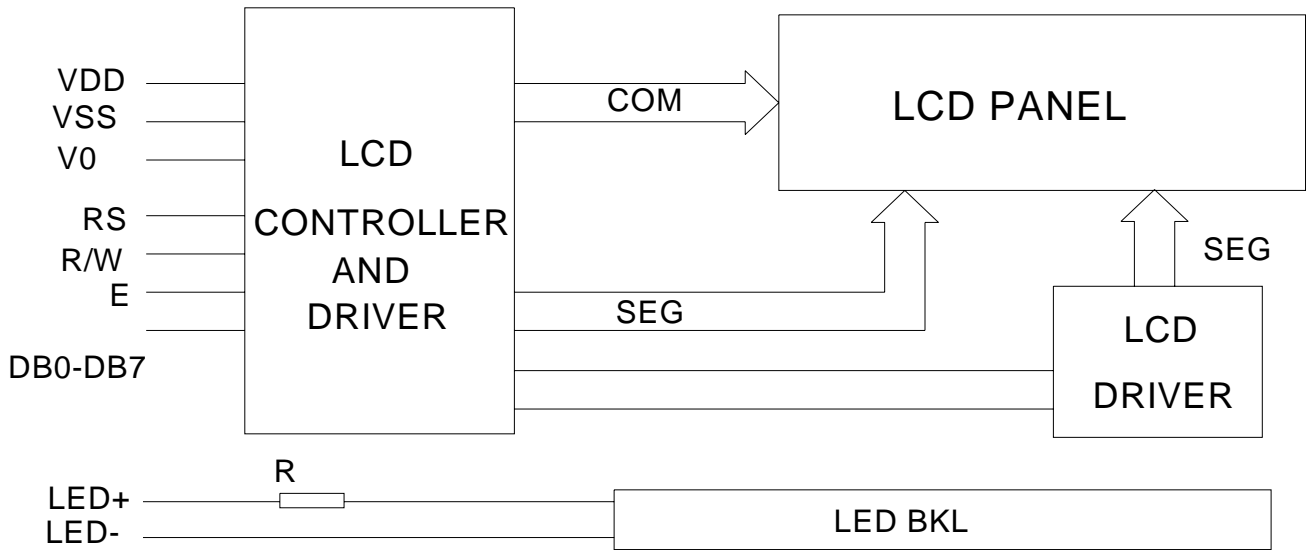 VDD
VSS
V0
RS
R/W
E
DB0-DB7
LCD
CONTROLLER
AND
DRIVER
COM
SEG
LCD PANEL
SEG
LCD
DRIVER
R
LED+
LED-
LED BKL